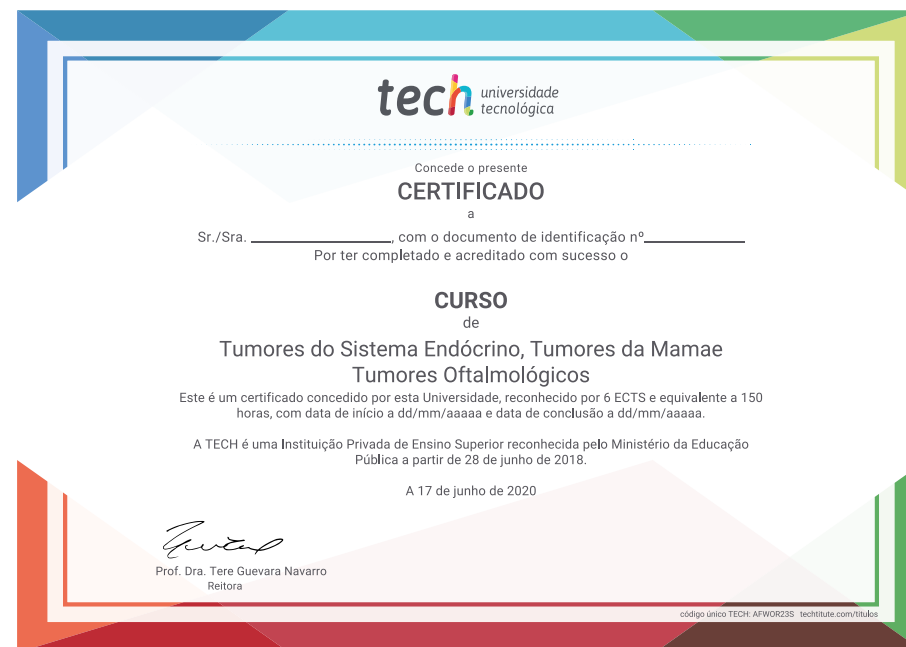 tech universidade
tecnológica
Concede o presente
CERTIFICADO
a
Sr./Sra. ____________________, com o documento de identificação nº______________
Por ter completado e acreditado com sucesso o
CURSO
de
Tumores do Sistema Endócrino, Tumores da Mamae
Tumores Oftalmológicos
Este é um certificado concedido por esta Universidade, reconhecido por 6 ECTS e equivalente a 150
horas, com data de início a dd/mm/aaaaa e data de conclusão a dd/mm/aaaaa.
A TECH é uma Instituição Privada de Ensino Superior reconhecida pelo Ministério da Educação
Pública a partir de 28 de junho de 2018.
A 17 de junho de 2020
Prof. Dra. Tere Guevara Navarro
Reitora
código único TECH: AFWOR23S techtitute.com/titulos